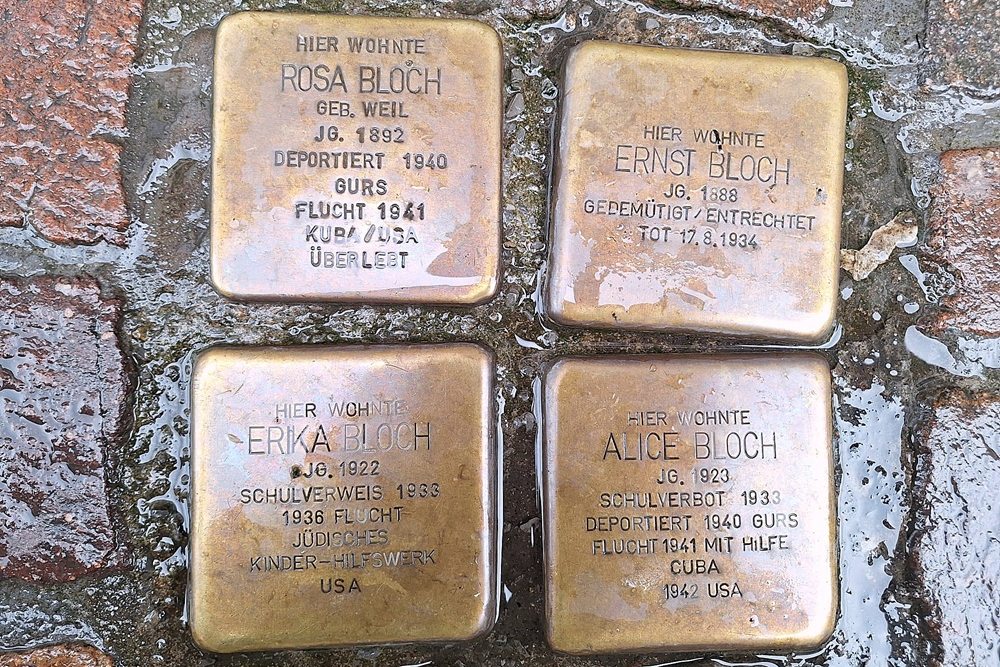 HIER WOHNTE
ROSA BLOCH
GEB. WEIL
JG. 1892
DEPORTIERT 1940
GURS
FLUCHT 1941
KUBA/USA
ÜBERLEBT
HIER WOHNTE
ERNST BLOCH
JG. 1888
GEDEMÜTIGT/ENTRECHTET
TOT 17.8.1934
HIER WOHNTE
ERIKA BLOCH
JG. 1922
SCHULVERWEIS 1933
1936 FLUCHT
JÜDISCHES
KINDER-HILFSWERK
USA
HIER WOHNTE
ALICE BLOCH
JG. 1923
SCHULVERBOT 1933
DEPORTIERT 1940 GURS
FLUCHT 1941 MIT HILFE
CUBA
1942 USA